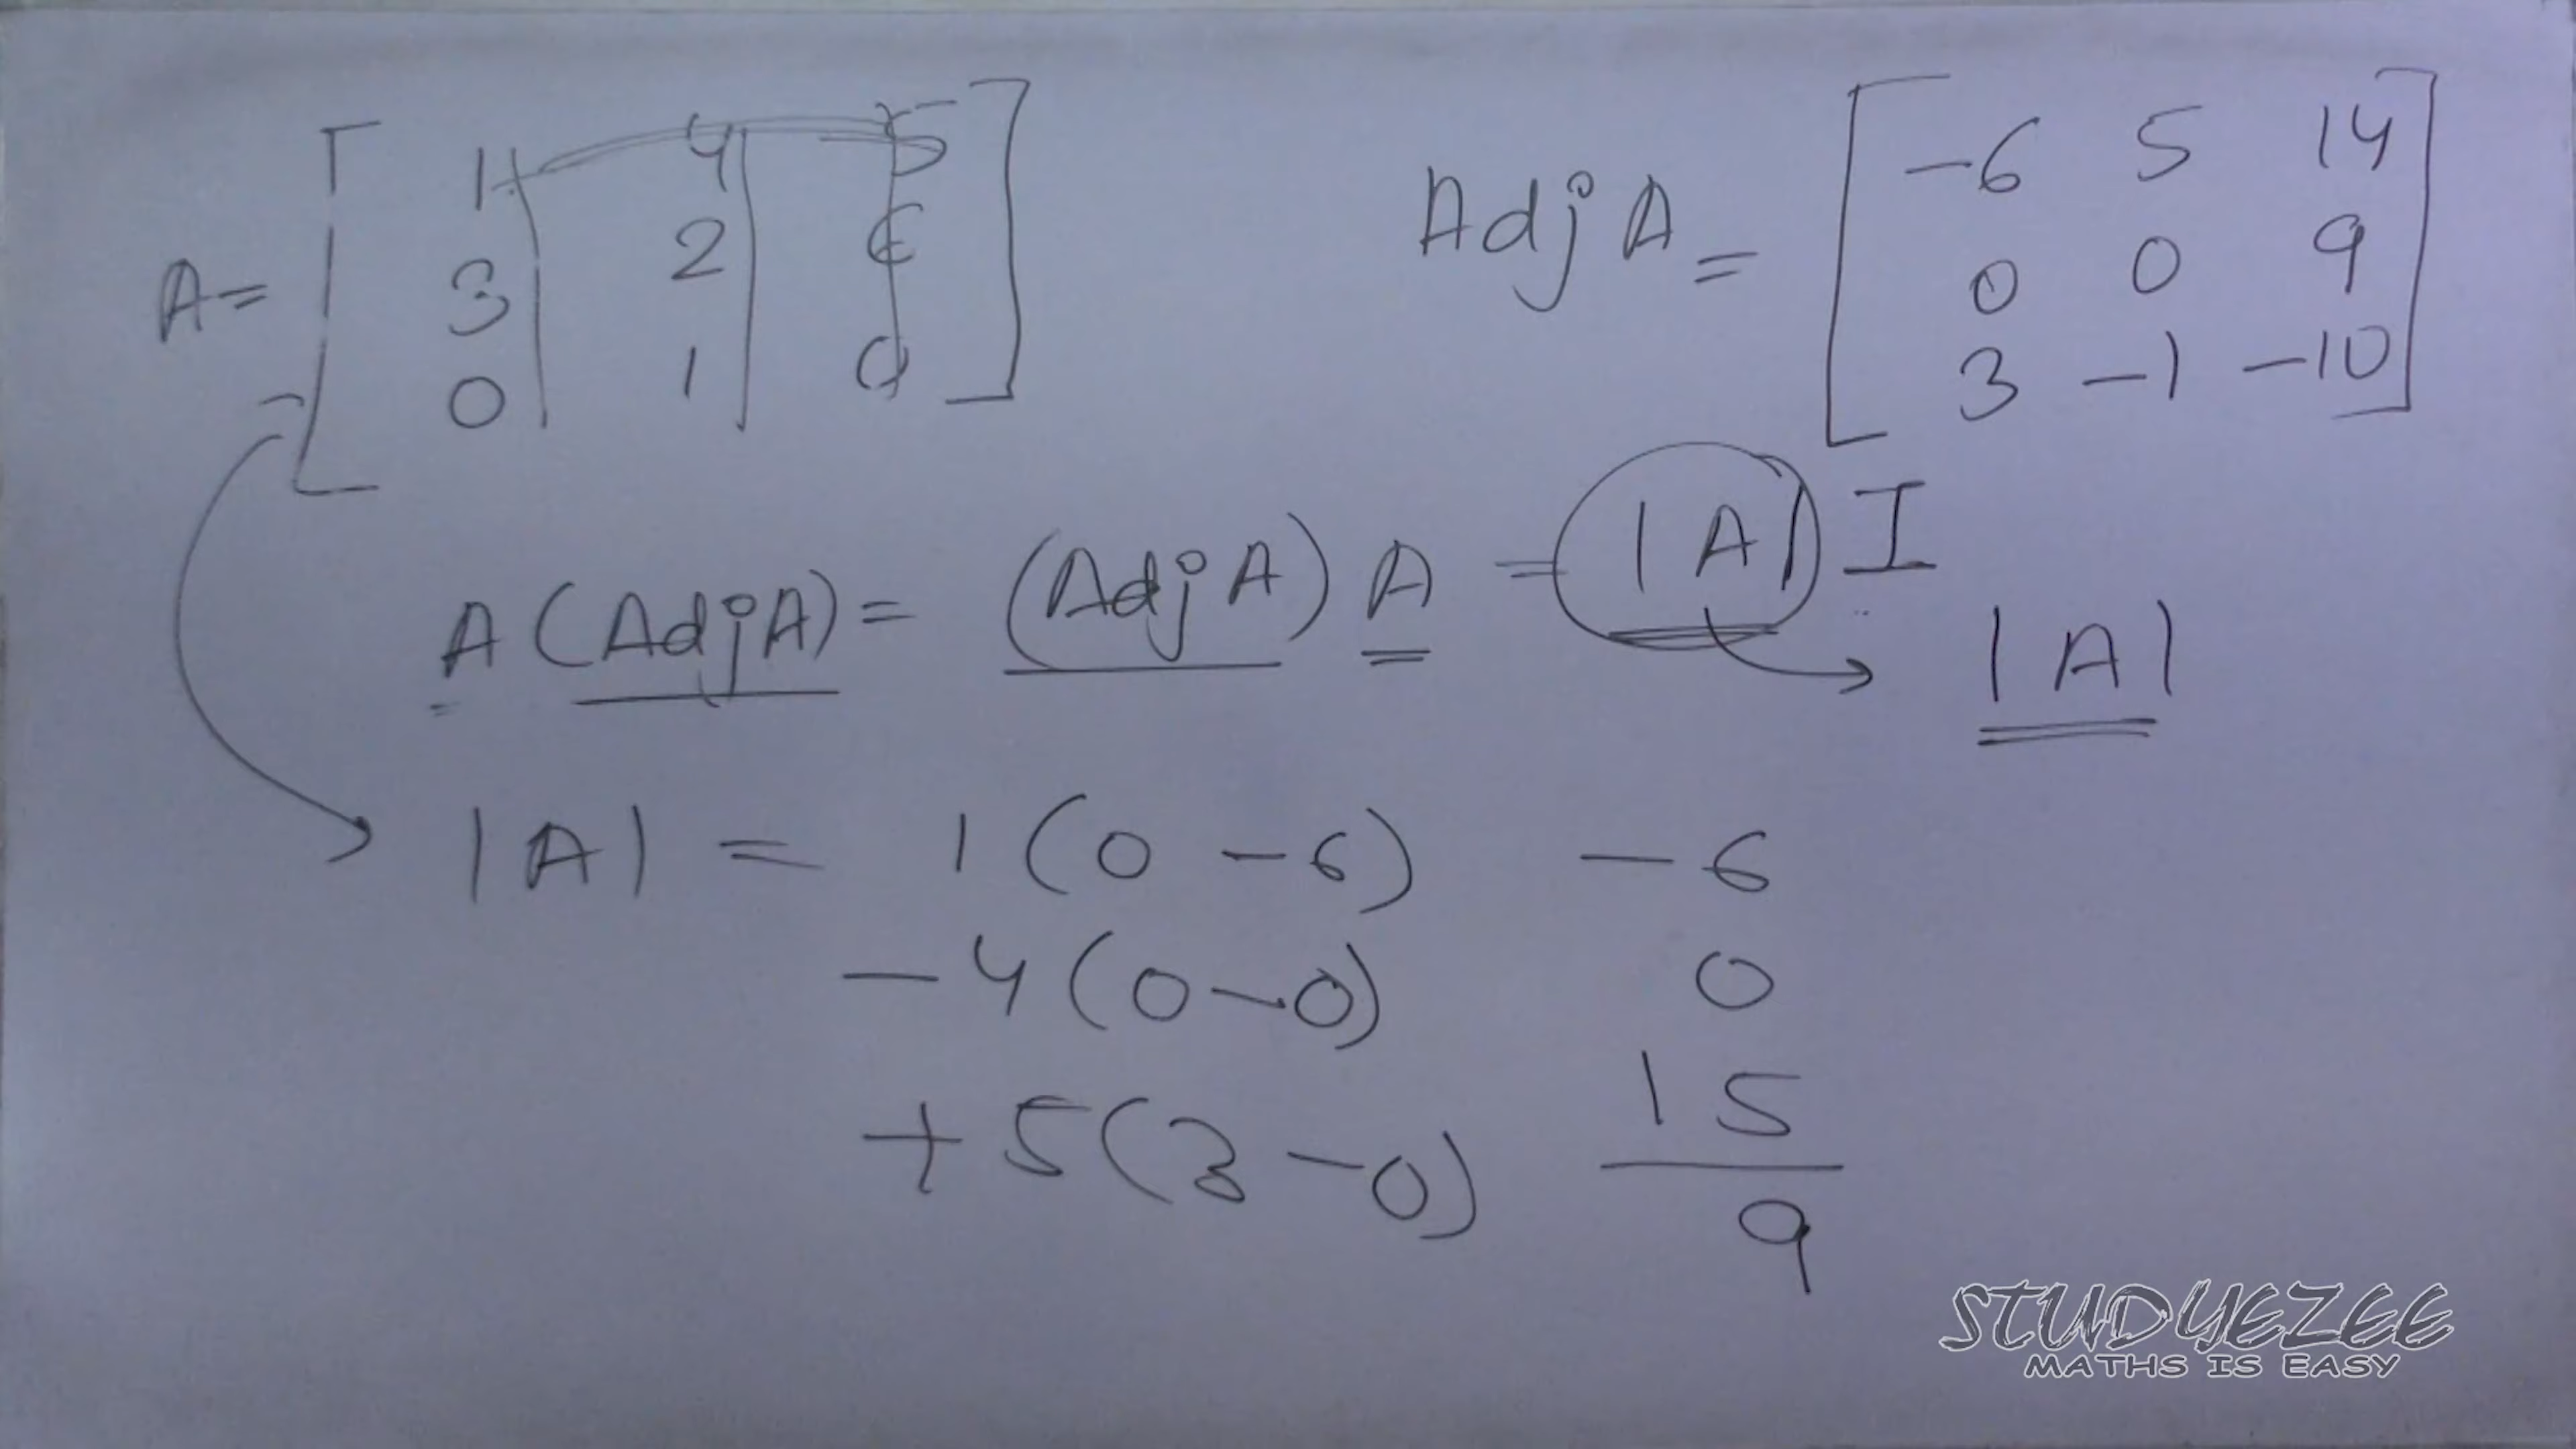 A = [ 1 4 5
3 2 6
0 1 0 ]
Adj A = [ -6 5 14
0 0 9
3 -1 -10 ]
A (Adj A) = (Adj A) A = |A| I
|A|
|A| = 1 (0 - 6) - 6
- 4 (0 - 0) 0
+ 5 (3 - 0) 15
9
STUDYEZEE
MATHS IS EASY